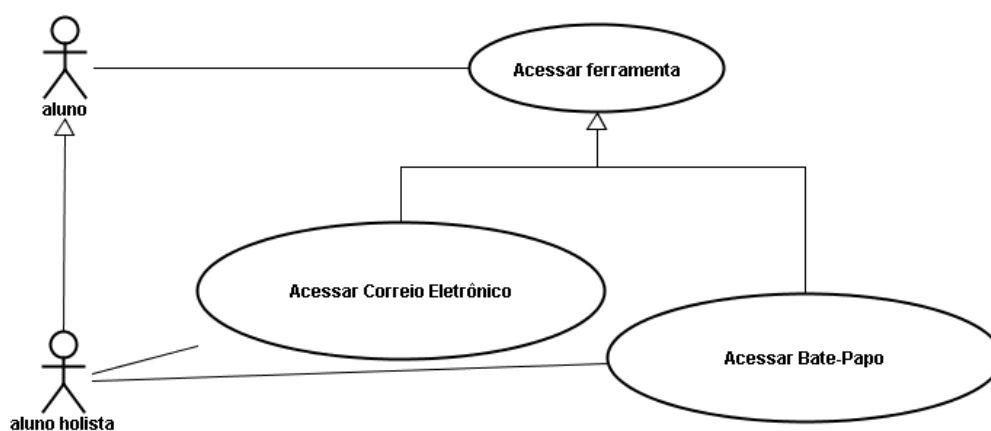 Acessar ferramenta
aluno
Acessar Correio Eletrônico
Acessar Bate-Papo
aluno holista